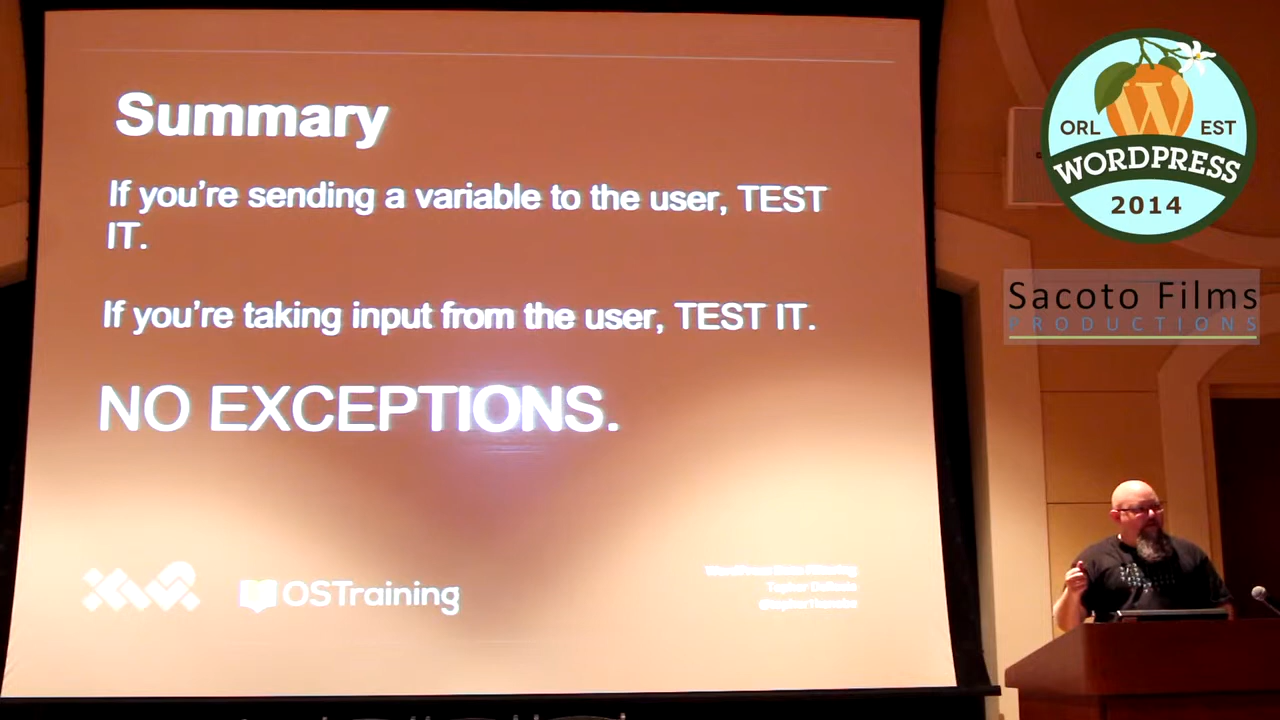 Summary
If you're sending a variable to the user, TEST
IT.
If you're taking input from the user, TEST IT.
NO EXCEPTIONS.
XWP
OSTraining
ORL
EST
WORDPRESS
2014
Sacoto Films
PRODUCTIONS